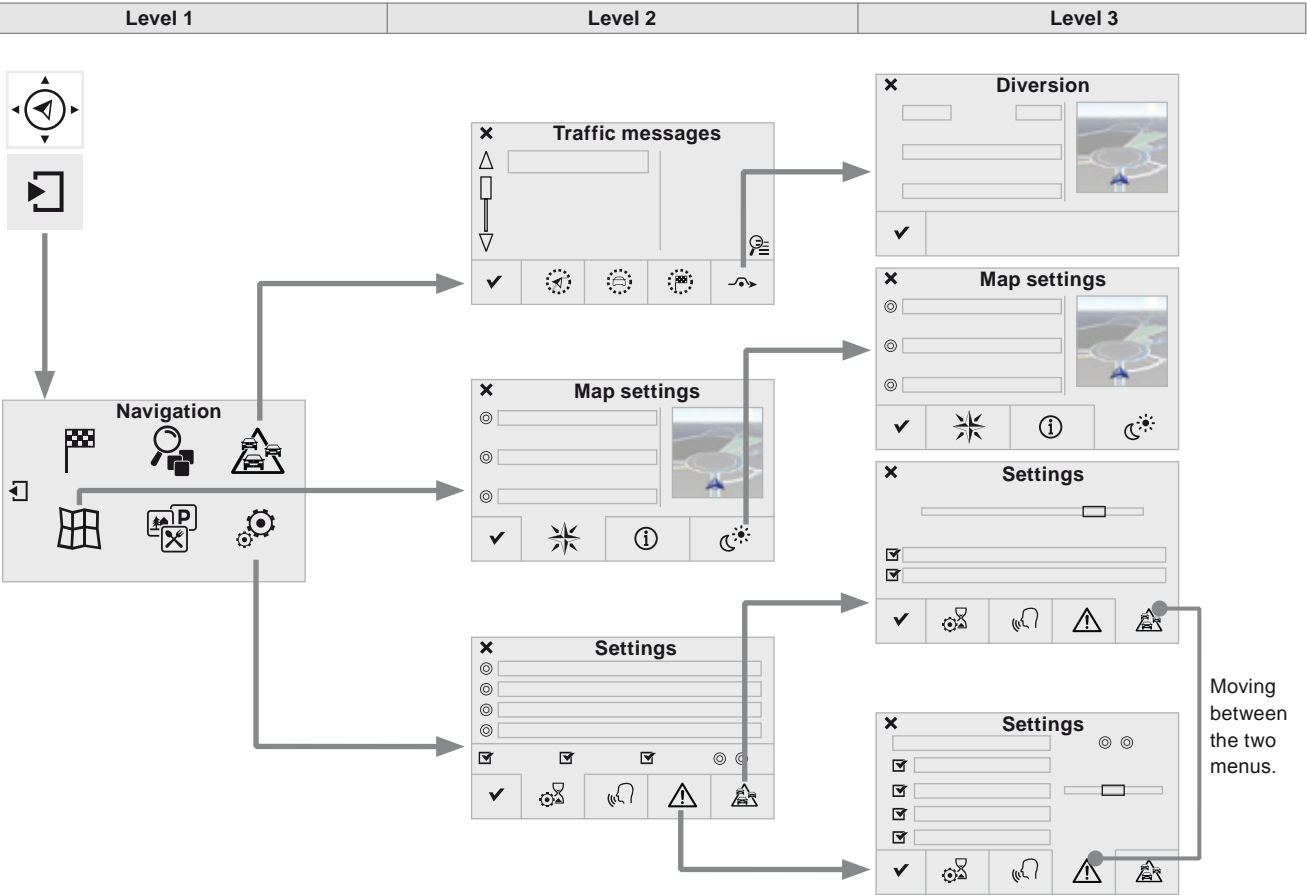 Level 1
Level 2
Level 3
Navigation
Traffic messages
Map settings
Settings
Diversion
Map settings
Settings
Settings
Moving
between
the two
menus.
P